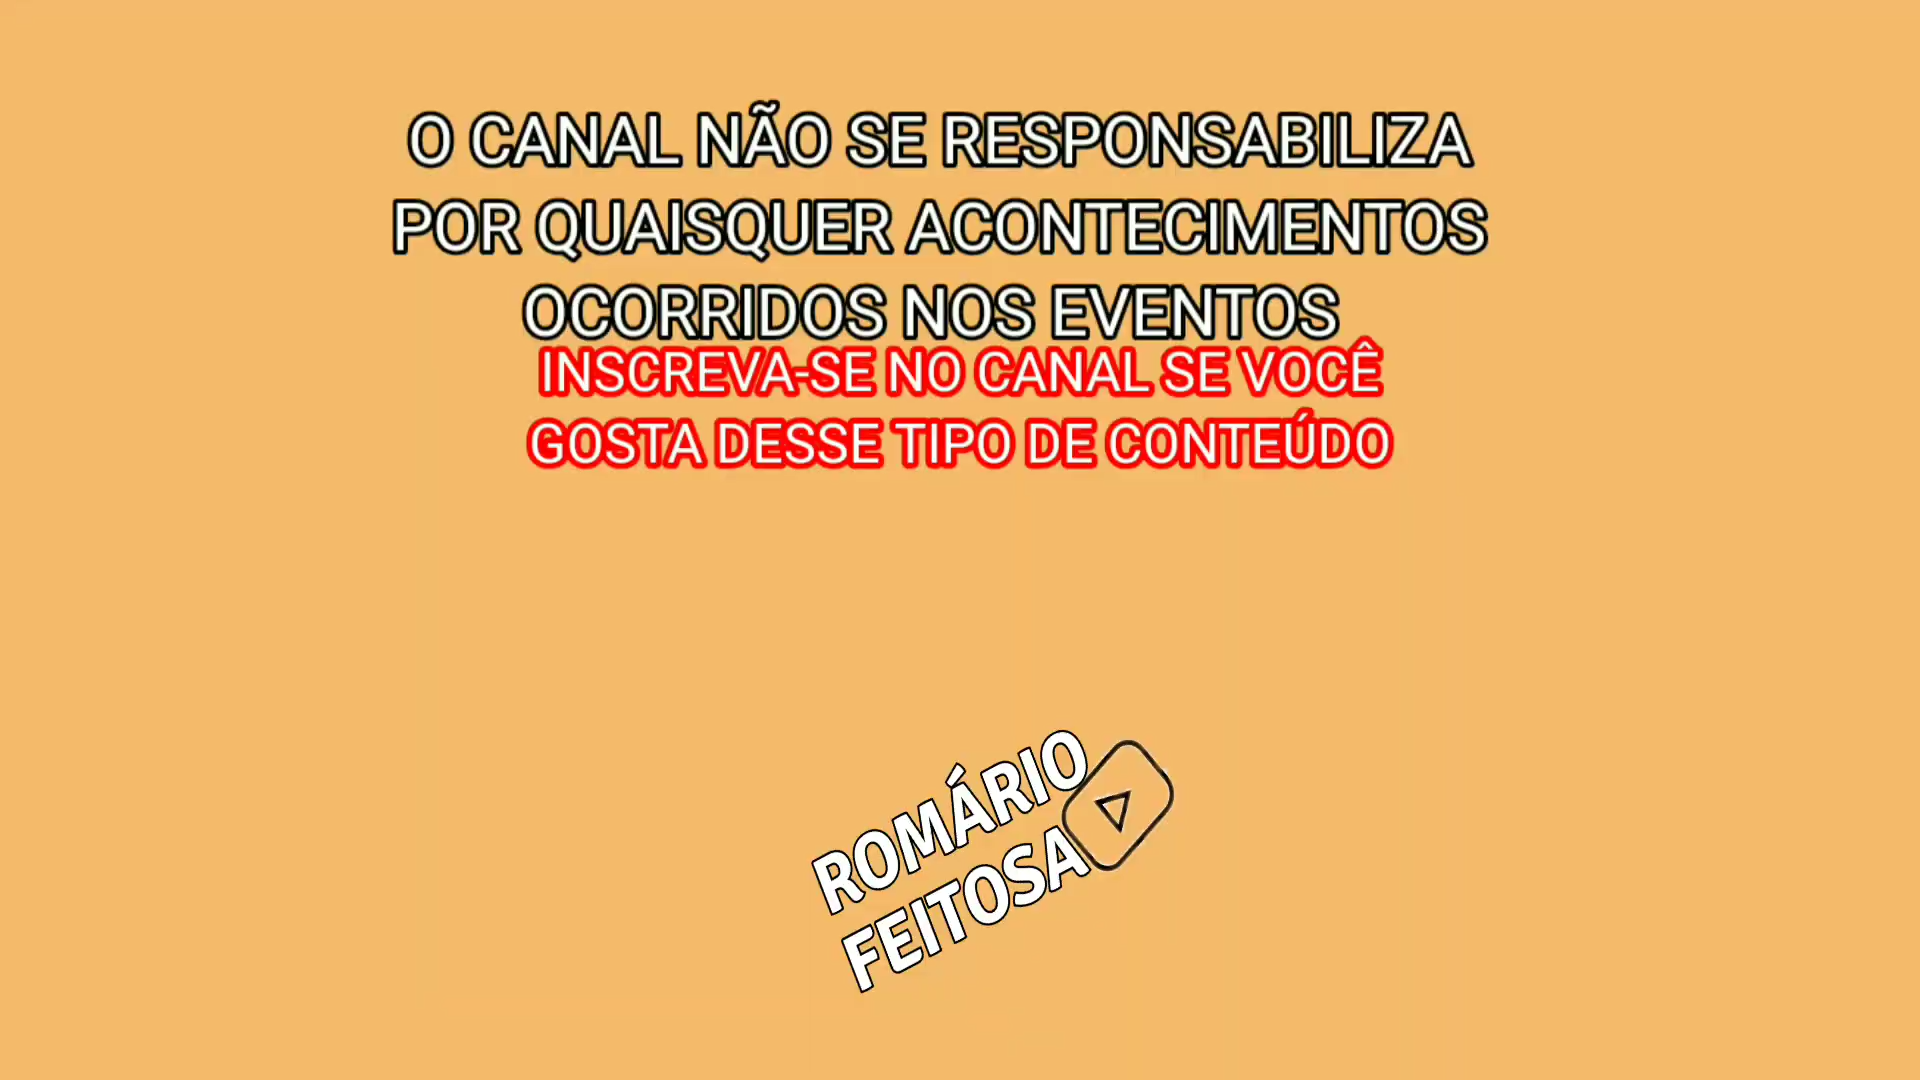 O CANAL NÃO SE RESPONSABILIZA
POR QUAISQUER ACONTECIMENTOS
OCORRIDOS NOS EVENTOS
INSCREVA-SE NO CANAL SE VOCÊ
GOSTA DESSE TIPO DE CONTEÚDO
ROMÁRIO
FEITOSA